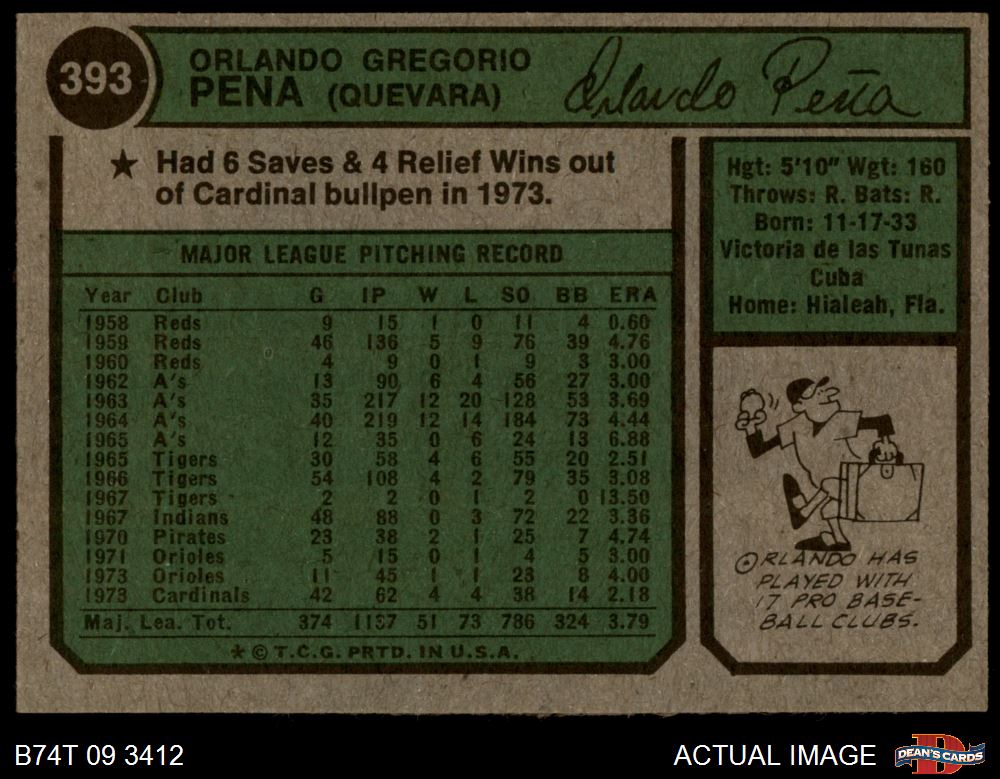 393
ORLANDO GREGORIO
PENA (QUEVARA)
Orlando Peña
★ Had 6 Saves & 4 Relief Wins out
of Cardinal bullpen in 1973.
MAJOR LEAGUE PITCHING RECORD
Year Club G IP W L SO BB ERA
1958 Reds 9 15 1 0 11 4 0.60
1959 Reds 46 136 5 9 76 39 4.76
1960 Reds 4 9 0 1 9 3 3.00
1962 A's 13 90 6 4 56 27 3.00
1963 A's 35 217 12 20 128 53 3.69
1964 A's 40 219 12 14 184 73 4.44
1965 A's 12 35 0 6 24 13 6.88
1965 Tigers 30 58 4 6 55 20 2.51
1966 Tigers 54 108 4 2 79 35 3.08
1967 Tigers 2 2 0 1 2 0 13.50
1967 Indians 48 88 0 3 72 22 3.36
1970 Pirates 23 38 2 1 25 7 4.74
1971 Orioles 5 15 0 1 4 5 3.00
1973 Orioles 11 45 1 1 23 8 4.00
1973 Cardinals 42 62 4 4 38 14 2.18
Maj. Lea. Tot. 374 1137 51 73 786 324 3.79
★ © T.C.G. PRTD. IN U.S.A.
Hgt: 5'10" Wgt: 160
Throws: R. Bats: R.
Born: 11-17-33
Victoria de las Tunas
Cuba
Home: Hialeah, Fla.
ORLANDO HAS
PLAYED WITH
17 PRO BASE-
BALL CLUBS.
B74T 09 3412
ACTUAL IMAGE
D
DEAN'S CARDS